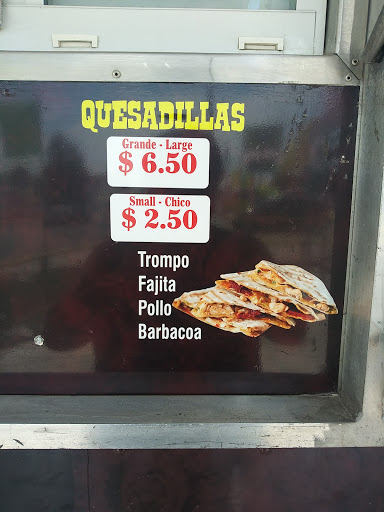 QUESADILLAS
Grande - Large
$ 6.50
Small - Chico
$ 2.50
Trompo
Fajita
Pollo
Barbacoa